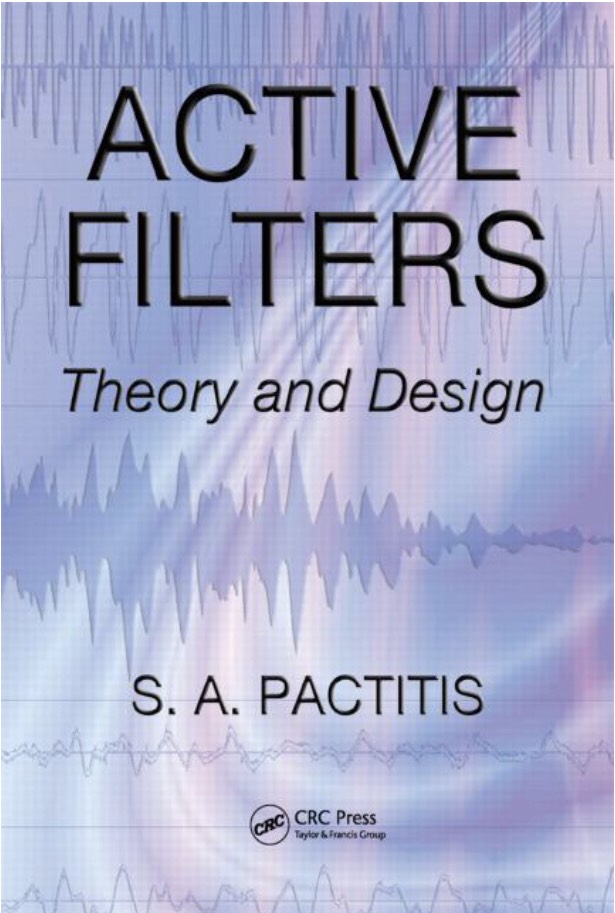 ACTIVE
FILTERS
Theory and Design
S. A. PACTITIS
CRC
CRC Press
Taylor & Francis Group